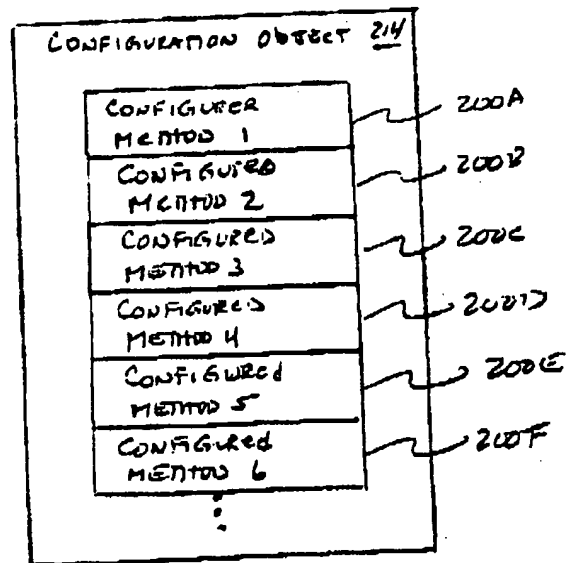 CONFIGURATION OBJECT 214
CONFIGURED
METHOD 1
200A
CONFIGURED
METHOD 2
200B
CONFIGURED
METHOD 3
200C
CONFIGURED
METHOD 4
200D
CONFIGURED
METHOD 5
200E
CONFIGURED
METHOD 6
200F